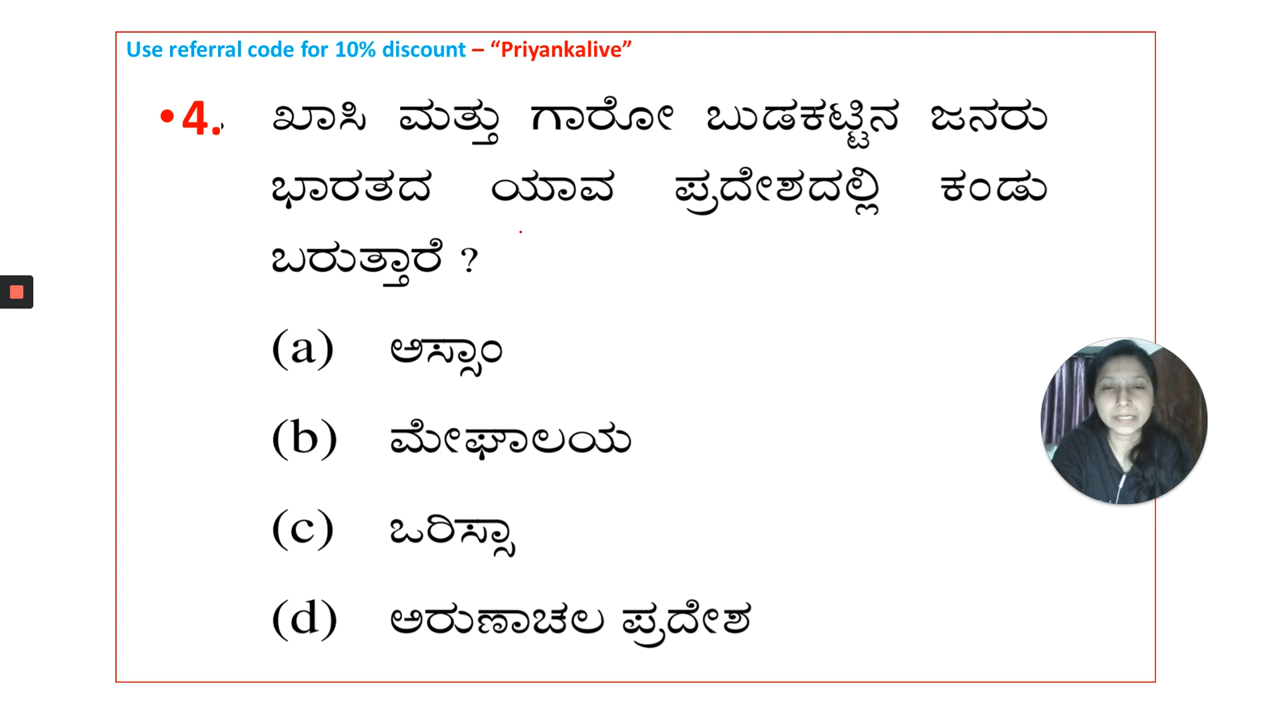 Use referral code for 10% discount – “Priyankalive”
•4. ಖಾಸಿ ಮತ್ತು ಗಾರೋ ಬುಡಕಟ್ಟಿನ ಜನರು
ಭಾರತದ ಯಾವ ಪ್ರದೇಶದಲ್ಲಿ ಕಂಡು
ಬರುತ್ತಾರೆ ?
(a) ಅಸ್ಸಾಂ
(b) ಮೇಘಾಲಯ
(c) ಒರಿಸ್ಸಾ
(d) ಅರುಣಾಚಲ ಪ್ರದೇಶ